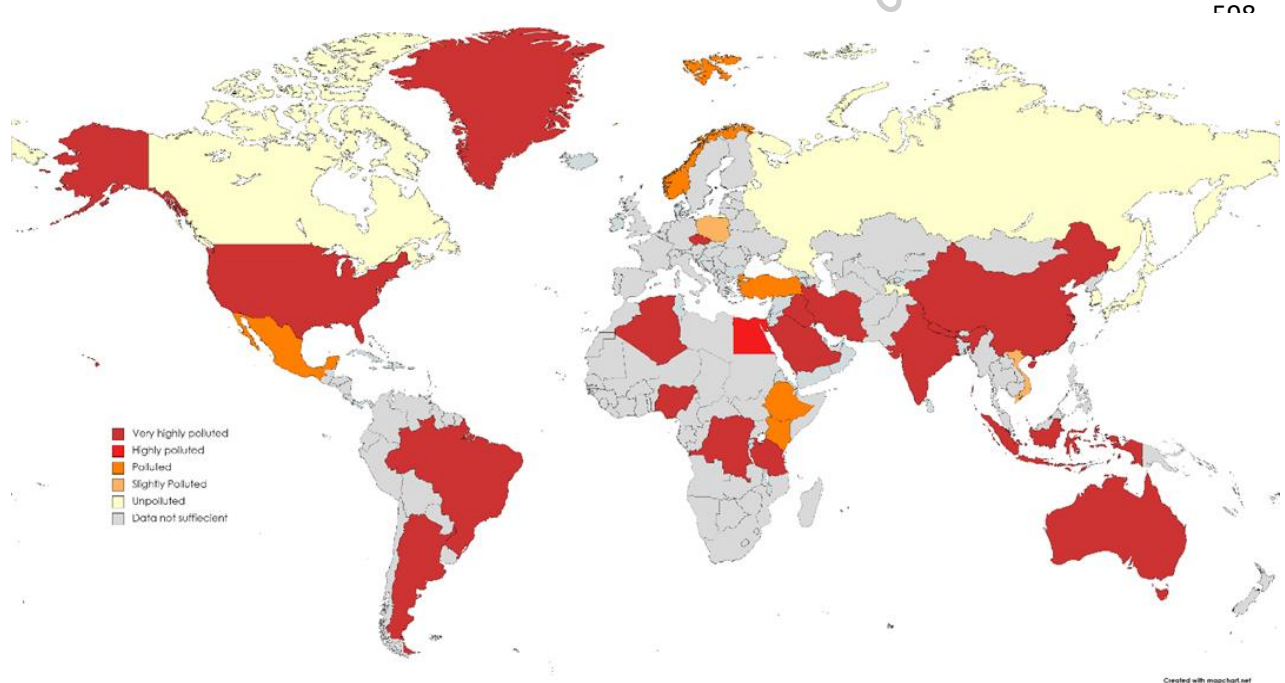 Very highly polluted
Highly polluted
Polluted
Slightly Polluted
Unpolluted
Data not suffiecient
Created with mapchart.net